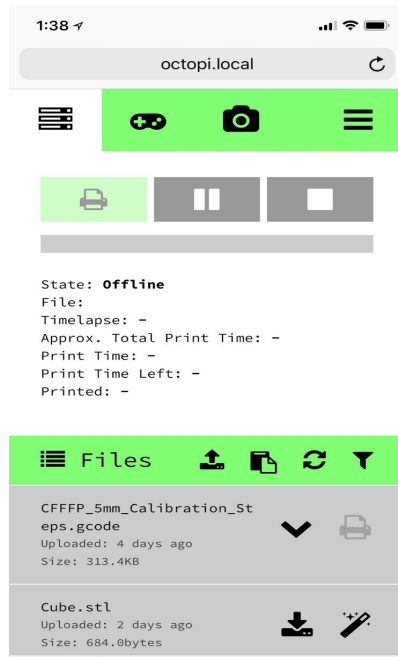 1:38
octopi.local
State: Offline
File:
Timelapse: –
Approx. Total Print Time: –
Print Time: –
Print Time Left: –
Printed: –
Files
CFFFP_5mm_Calibration_St
eps.gcode
Uploaded: 4 days ago
Size: 313.4KB
Cube.stl
Uploaded: 2 days ago
Size: 684.0bytes